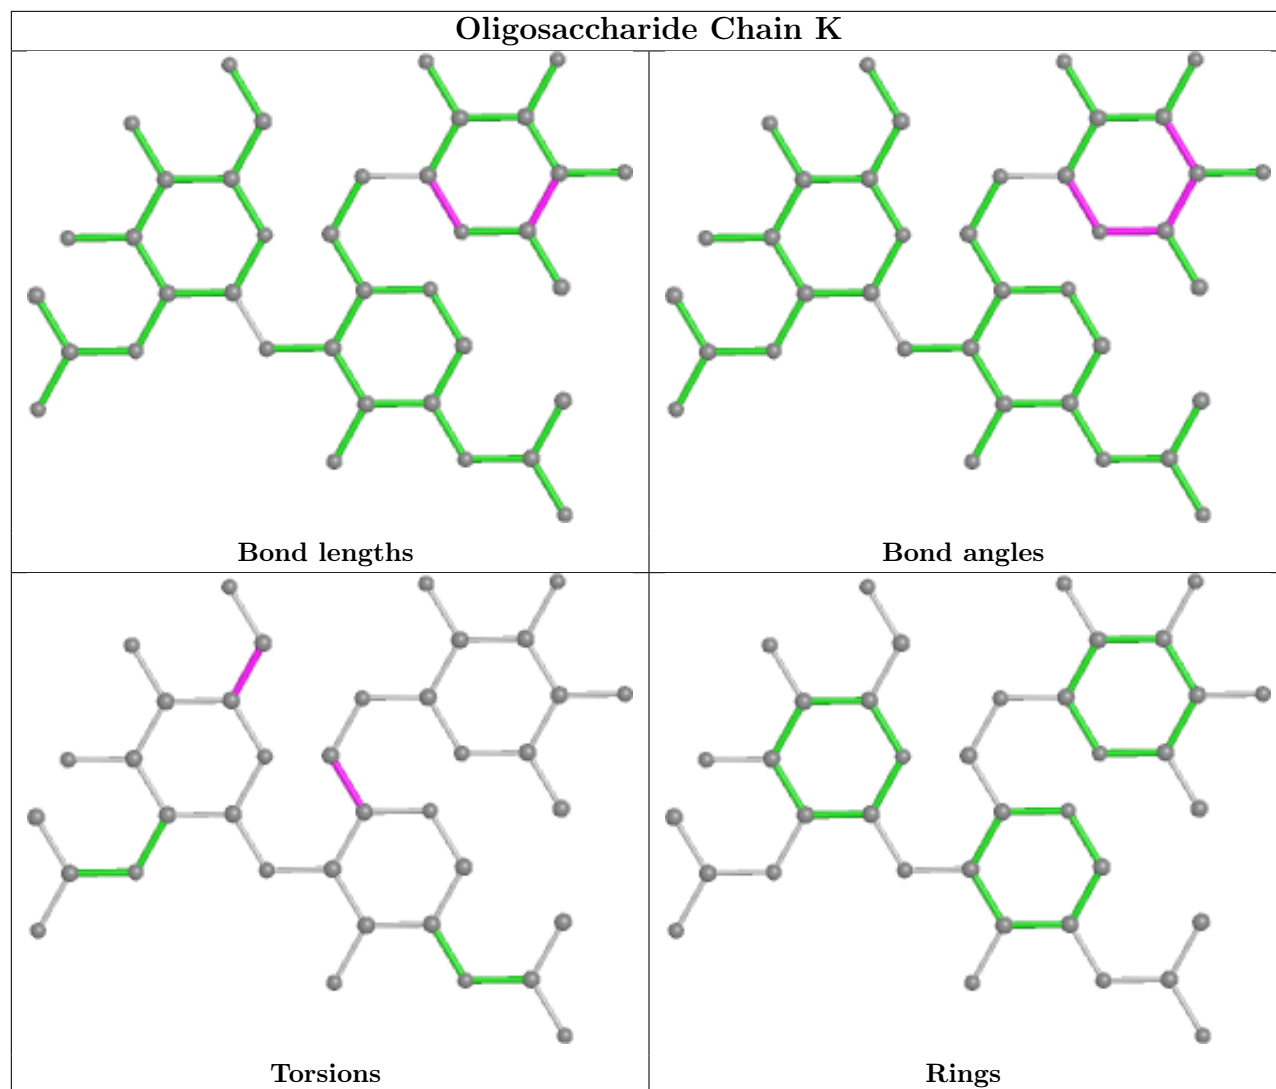 Oligosaccharide Chain K
Bond lengths
Bond angles
Torsions
Rings